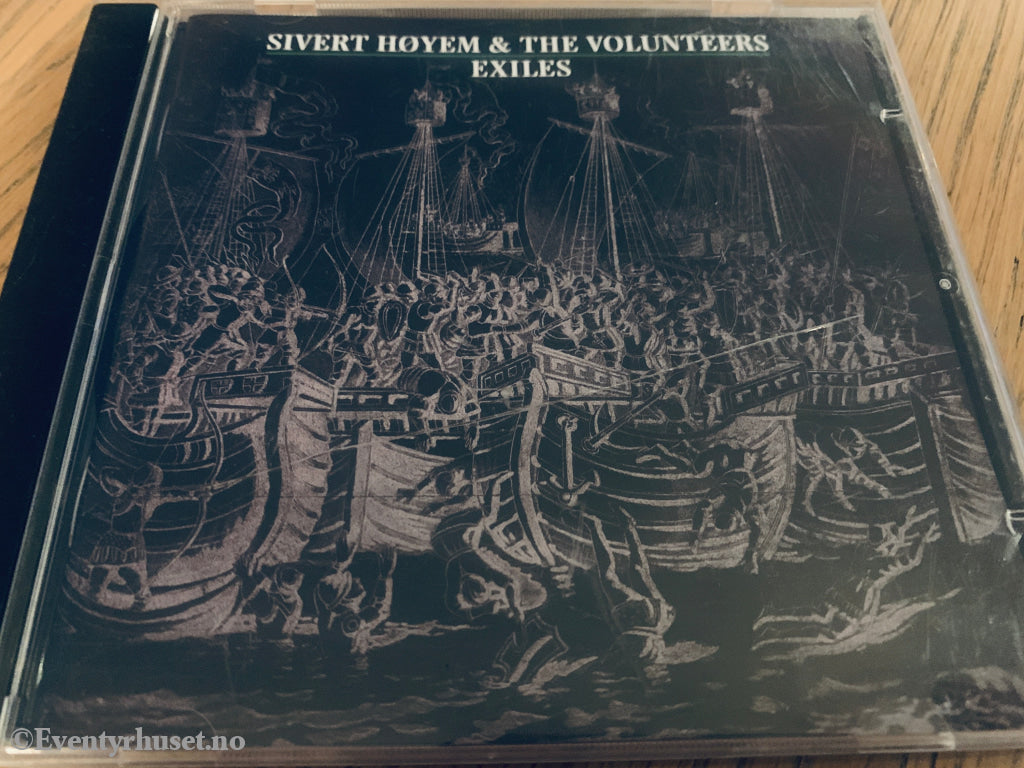 SIVERT HØYEM & THE VOLUNTEERS
EXILES
©Eventyrhuset.no